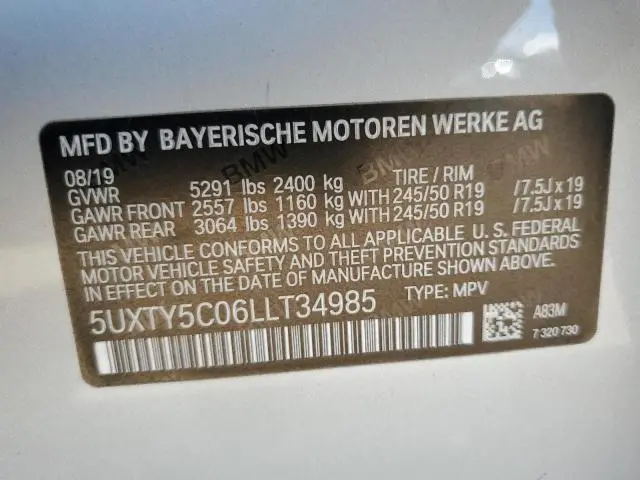 MFD BY BAYERISCHE MOTOREN WERKE AG
08/19 TIRE / RIM
GVWR 5291 lbs 2400 kg
GAWR FRONT 2557 lbs 1160 kg WITH 245/50 R19 /7.5J x 19
GAWR REAR 3064 lbs 1390 kg WITH 245/50 R19 /7.5J x 19
THIS VEHICLE CONFORMS TO ALL APPLICABLE U. S. FEDERAL
MOTOR VEHICLE SAFETY AND THEFT PREVENTION STANDARDS
IN EFFECT ON THE DATE OF MANUFACTURE SHOWN ABOVE.
5UXTY5C06LLT34985 TYPE: MPV
A83M
7 320 730